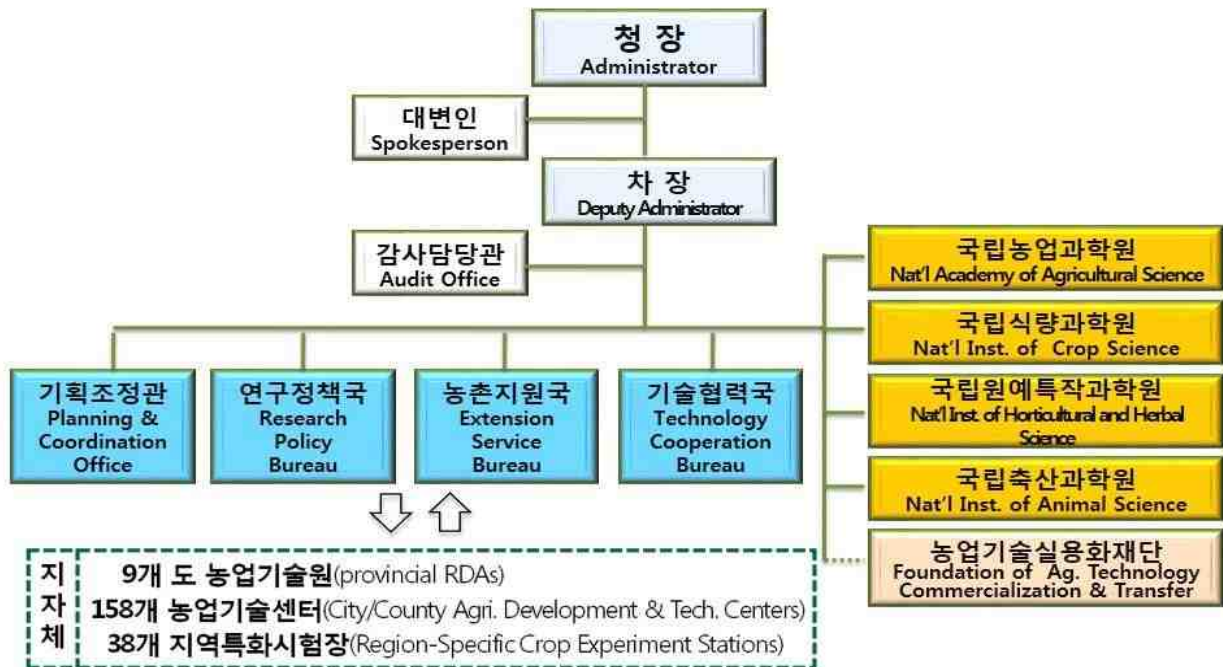 청 장
Administrator
대변인
Spokesperson
차 장
Deputy Administrator
감사담당관
Audit Office
국립농업과학원
Nat'l Academy of Agricultural Science
국립식량과학원
Nat'l Inst. of Crop Science
국립원예특작과학원
Nat'l Inst. of Horticultural and Herbal
Science
국립축산과학원
Nat'l Inst. of Animal Science
농업기술실용화재단
Foundation of Ag. Technology
Commercialization & Transfer
기획조정관
Planning &
Coordination
Office
연구정책국
Research
Policy
Bureau
농촌지원국
Extension
Service
Bureau
기술협력국
Technology
Cooperation
Bureau
지
자
체
9개 도 농업기술원(provincial RDAs)
158개 농업기술센터(City/County Agri. Development & Tech. Centers)
38개 지역특화시험장(Region-Specific Crop Experiment Stations)